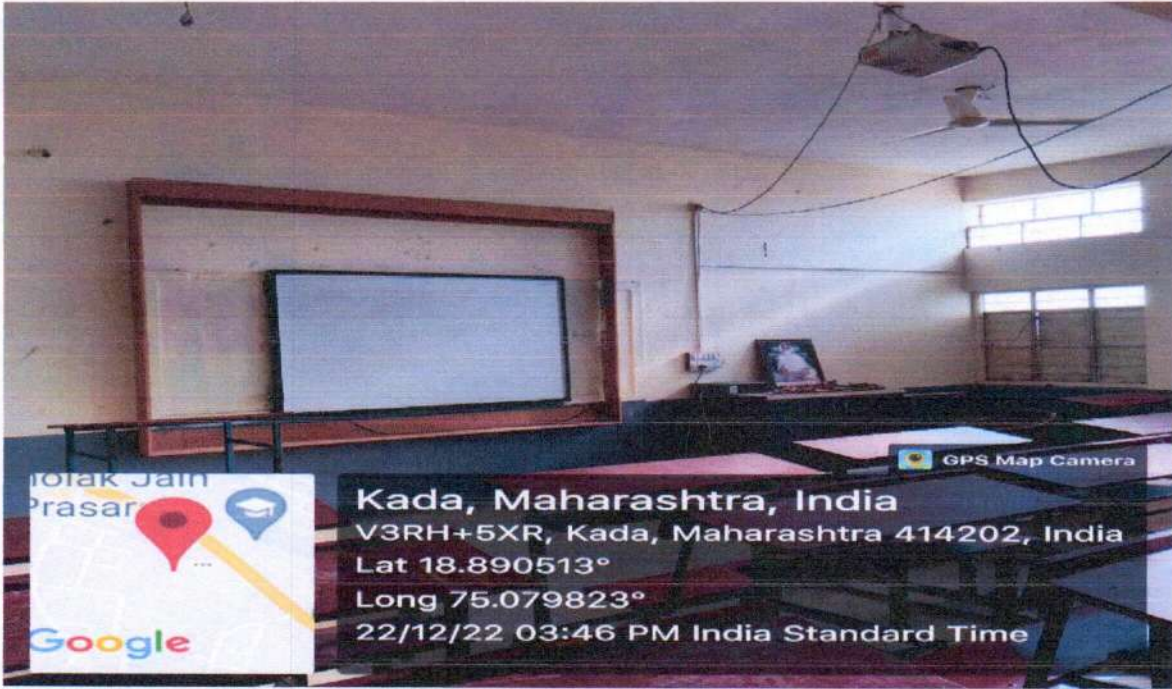 GPS Map Camera
Jain
Prasar
...
Google
Kada, Maharashtra, India
V3RH+5XR, Kada, Maharashtra 414202, India
Lat 18.890513°
Long 75.079823°
22/12/22 03:46 PM India Standard Time